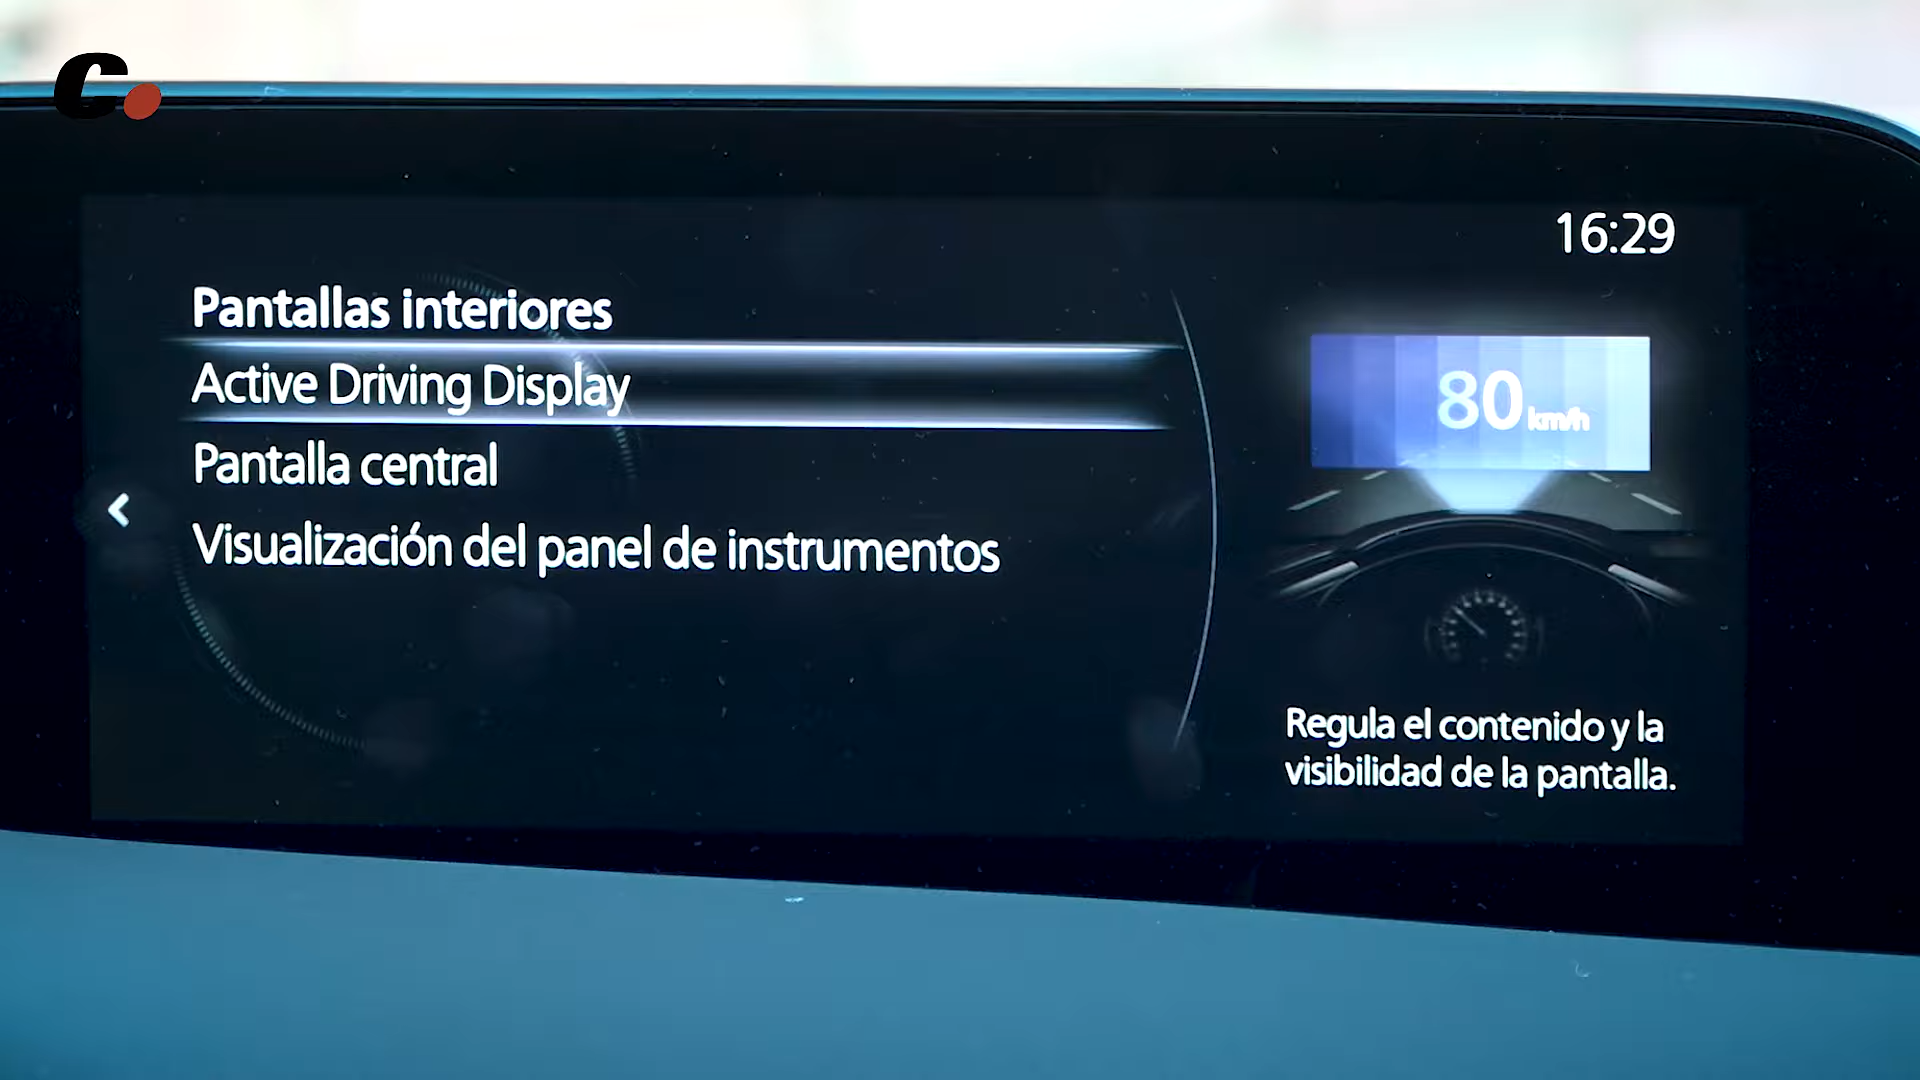 C.
16:29
Pantallas interiores
Active Driving Display
Pantalla central
Visualización del panel de instrumentos
80 km/h
Regula el contenido y la
visibilidad de la pantalla.